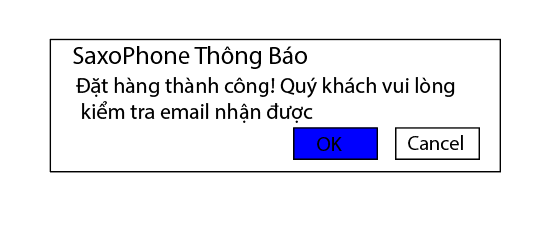 SaxoPhone Thông Báo
Đặt hàng thành công! Quý khách vui lòng
kiểm tra email nhận được
OK
Cancel